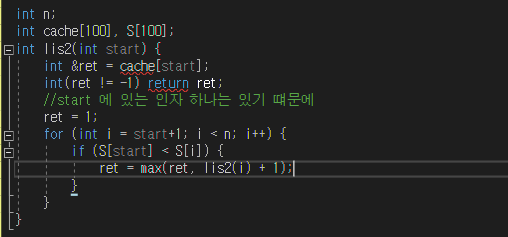 int n;
int cache[100], S[100];
int lis2(int start) {
int &ret = cache[start];
int(ret != -1) return ret;
//start 에 있는 인자 하나는 있기 떄문에
ret = 1;
for (int i = start+1; i < n; i++) {
if (S[start] < S[i]) {
ret = max(ret, lis2(i) + 1);
}
}
}